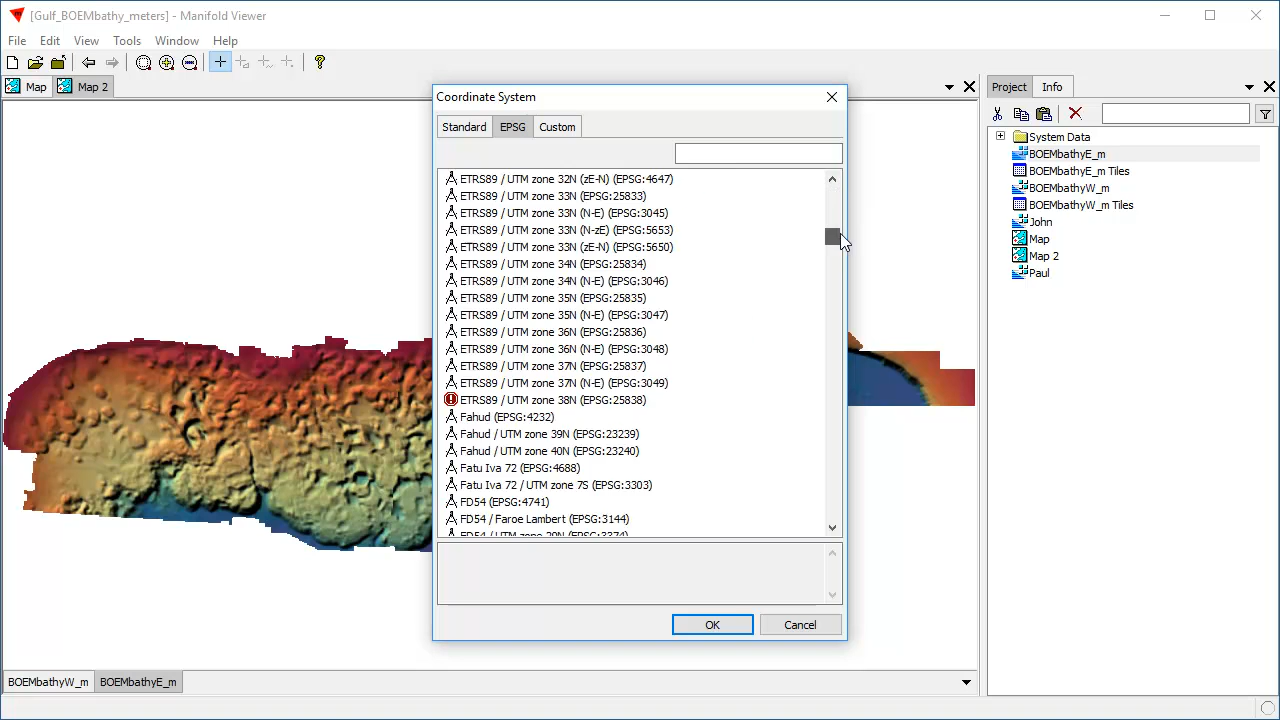 [Gulf_BOEMbathy_meters] - Manifold Viewer
File Edit View Tools Window Help
Map Map 2
Project Info
Coordinate System
Standard EPSG Custom
ETRS89 / UTM zone 32N (zE-N) (EPSG:4647)
ETRS89 / UTM zone 33N (EPSG:25833)
ETRS89 / UTM zone 33N (N-E) (EPSG:3045)
ETRS89 / UTM zone 33N (N-zE) (EPSG:5653)
ETRS89 / UTM zone 33N (zE-N) (EPSG:5650)
ETRS89 / UTM zone 34N (EPSG:25834)
ETRS89 / UTM zone 34N (N-E) (EPSG:3046)
ETRS89 / UTM zone 35N (EPSG:25835)
ETRS89 / UTM zone 35N (N-E) (EPSG:3047)
ETRS89 / UTM zone 36N (EPSG:25836)
ETRS89 / UTM zone 36N (N-E) (EPSG:3048)
ETRS89 / UTM zone 37N (EPSG:25837)
ETRS89 / UTM zone 37N (N-E) (EPSG:3049)
ETRS89 / UTM zone 38N (EPSG:25838)
Fahud (EPSG:4232)
Fahud / UTM zone 39N (EPSG:23239)
Fahud / UTM zone 40N (EPSG:23240)
Fatu Iva 72 (EPSG:4688)
Fatu Iva 72 / UTM zone 7S (EPSG:3303)
FD54 (EPSG:4741)
FD54 / Faroe Lambert (EPSG:3144)
FD54 / UTM zone 29N (EPSG:3374)
OK Cancel
System Data
BOEMbathyE_m
BOEMbathyE_m Tiles
BOEMbathyW_m
BOEMbathyW_m Tiles
John
Map
Map 2
Paul
BOEMbathyW_m BOEMbathyE_m